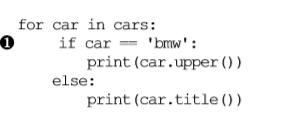 for car in cars:
❶    if car == 'bmw':
        print(car.upper())
    else:
        print(car.title())